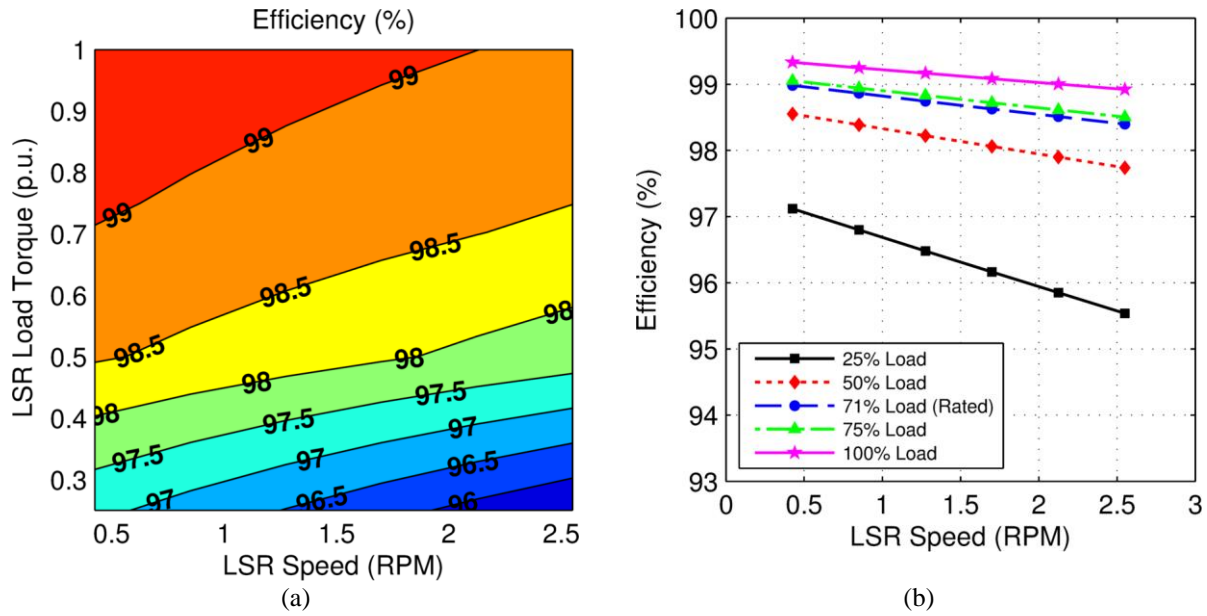 Efficiency (%)
1
0.9
0.8
0.7
0.6
0.5
0.4
0.3
LSR Load Torque (p.u.)
99
99
99
98.5
98.5
98.5
98
98
98
98
97.5
97.5
97.5
97
97
97
96.5
96.5
96
0.5 1 1.5 2 2.5
LSR Speed (RPM)
(a)
100
99
98
97
96
95
94
93
Efficiency (%)
25% Load
50% Load
71% Load (Rated)
75% Load
100% Load
0 0.5 1 1.5 2 2.5 3
LSR Speed (RPM)
(b)